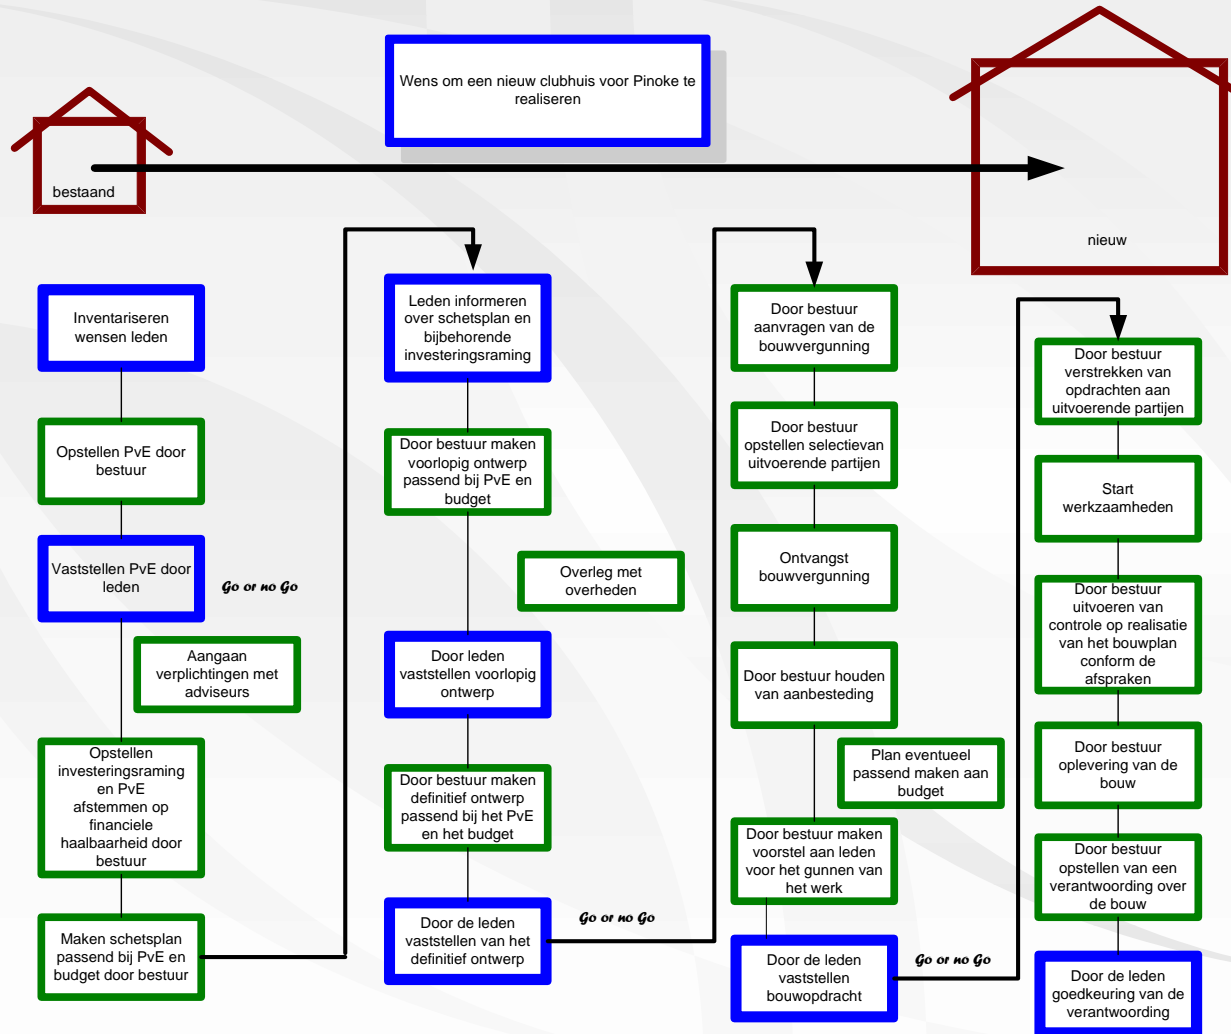 Wens om een nieuw clubhuis voor Pinoke te
realiseren
bestaand
nieuw
Inventariseren
wensen leden
Opstellen PvE door
bestuur
Vaststellen PvE door
leden
Go or no Go
Aangaan
verplichtingen met
adviseurs
Opstellen
investeringsraming
en PvE
afstemmen op
financiele
haalbaarheid door
bestuur
Maken schetsplan
passend bij PvE en
budget door bestuur
Leden informeren
over schetsplan en
bijbehorende
investeringsraming
Door bestuur maken
voorlopig ontwerp
passend bij PvE en
budget
Overleg met
overheden
Door leden
vaststellen voorlopig
ontwerp
Door bestuur maken
definitief ontwerp
passend bij het PvE
en het budget
Door de leden
vaststellen van het
definitief ontwerp
Go or no Go
Door bestuur
aanvragen van de
bouwvergunning
Door bestuur
opstellen selectievan
uitvoerende partijen
Ontvangst
bouwvergunning
Door bestuur houden
van aanbesteding
Plan eventueel
passend maken aan
budget
Door bestuur maken
voorstel aan leden
voor het gunnen van
het werk
Door de leden
vaststellen
bouwopdracht
Go or no Go
Door bestuur
verstrekken van
opdrachten aan
uitvoerende partijen
Start
werkzaamheden
Door bestuur
uitvoeren van
controle op realisatie
van het bouwplan
conform de
afspraken
Door bestuur
oplevering van de
bouw
Door bestuur
opstellen van een
verantwoording over
de bouw
Door de leden
goedkeuring van de
verantwoording